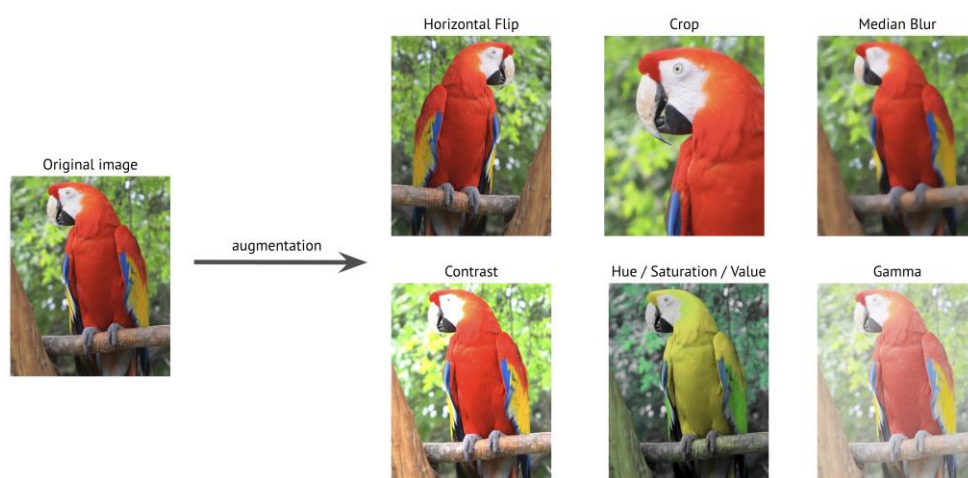 Horizontal Flip
Crop
Median Blur
Original image
augmentation
Contrast
Hue / Saturation / Value
Gamma